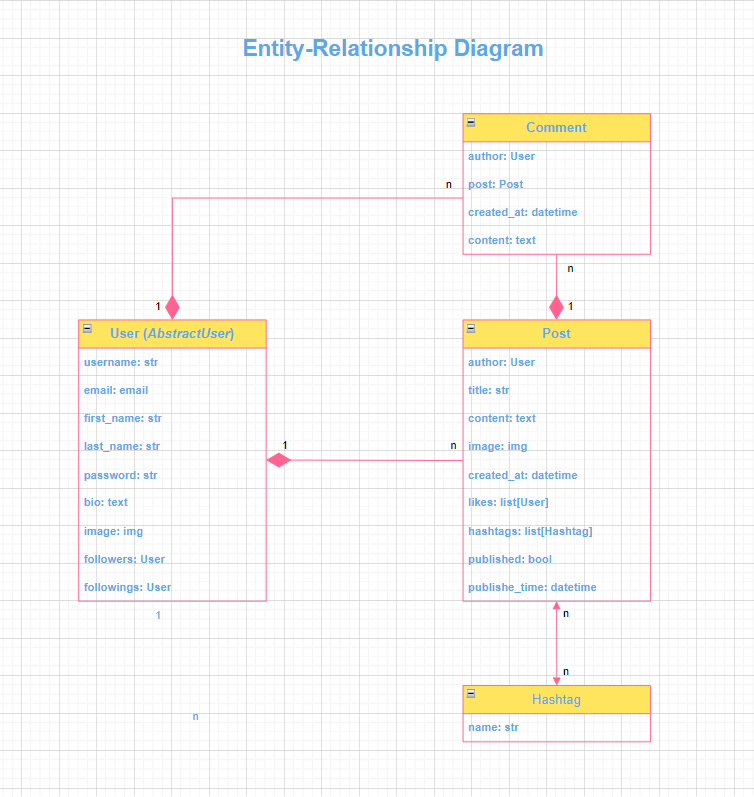 Entity-Relationship Diagram
Comment
author: User
post: Post
created_at: datetime
content: text
n
n
1
1
User (AbstractUser)
username: str
email: email
first_name: str
last_name: str
password: str
bio: text
image: img
followers: User
followings: User
1
n
Post
author: User
title: str
content: text
image: img
created_at: datetime
likes: list[User]
hashtags: list[Hashtag]
published: bool
publishe_time: datetime
1
n
n
n
Hashtag
name: str